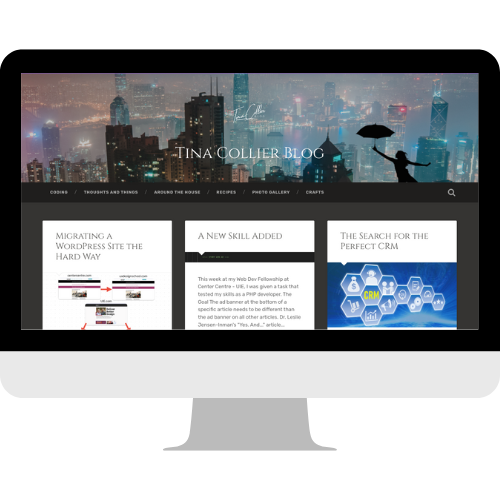 Tina Collier
TINA COLLIER BLOG
CODING / THOUGHTS AND THINGS / AROUND THE HOUSE / RECIPES / PHOTO GALLERY / CRAFTS
MIGRATING A
WORDPRESS SITE THE
HARD WAY
A NEW SKILL ADDED
This week at my Web Dev Fellowship at
Center Centre – UIE, I was given a task that
tested my skills as a PHP developer. The
Goal The ad banner at the bottom of a
specific article needs to be different than
the ad banner on all other articles. Dr. Leslie
Jensen-Inman's "You, And..." article...
THE SEARCH FOR THE
PERFECT CRM
CRM